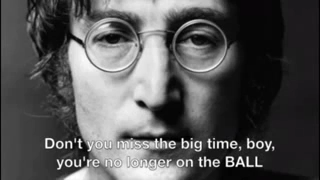 Don't you miss the big time, boy,
you're no longer on the BALL